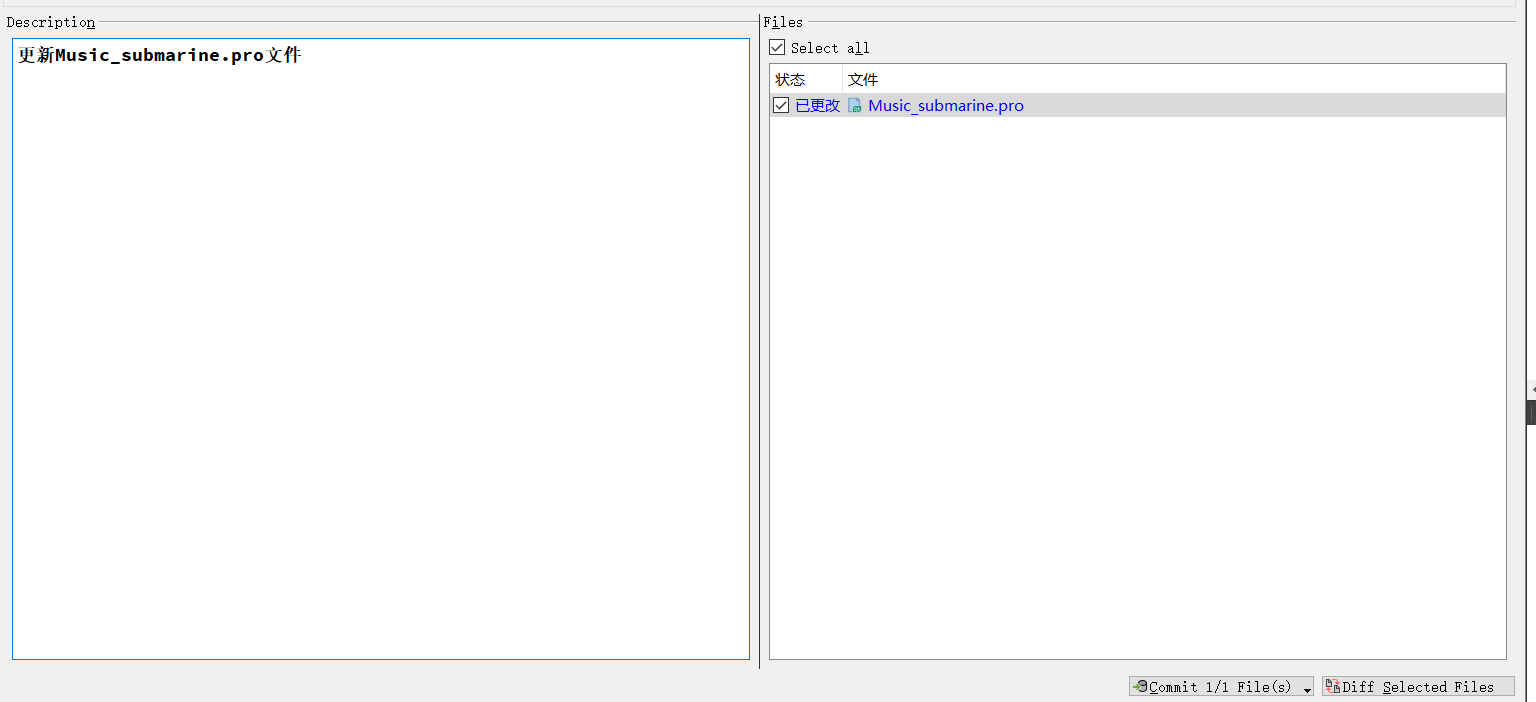 Description
更新Music_submarine.pro文件
Files
Select all
状态 文件
已更改 Music_submarine.pro
Commit 1/1 File(s) Diff Selected Files